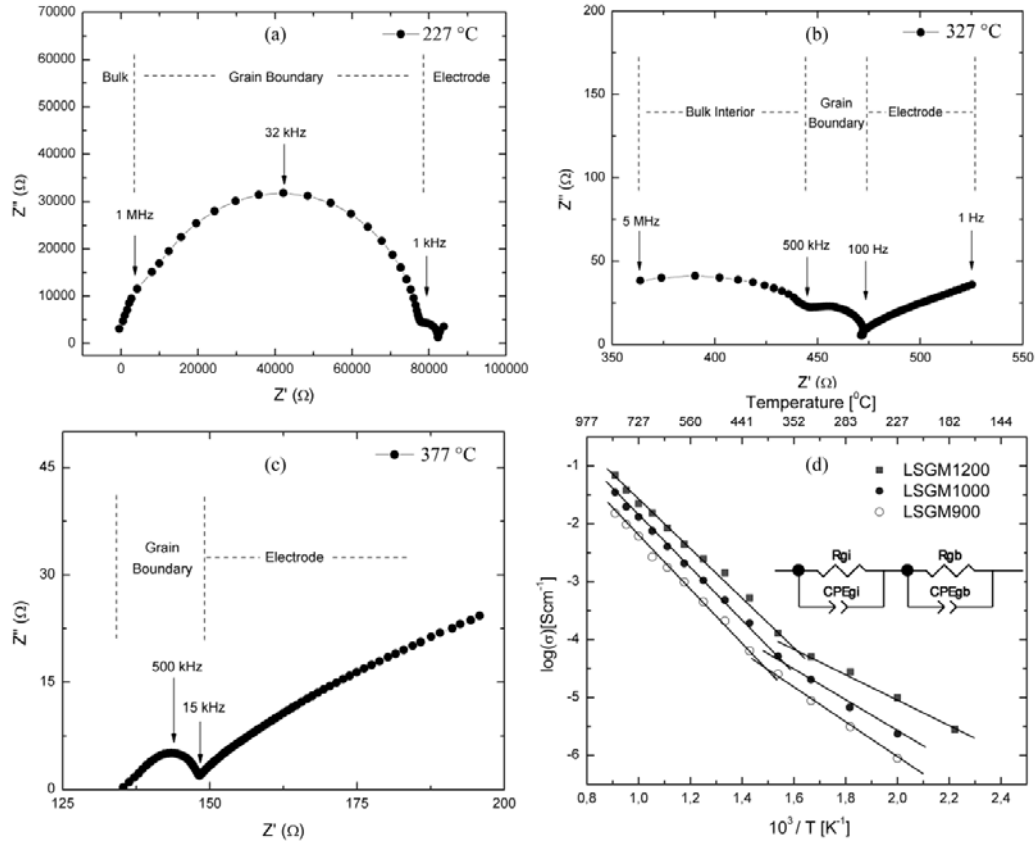 (a)
227 °C
Bulk
Grain Boundary
Electrode
1 MHz
32 kHz
1 kHz
Z'' (Ω)
70000
60000
50000
40000
30000
20000
10000
0
0 20000 40000 60000 80000 100000
Z' (Ω)
(b)
327 °C
Bulk Interior
Grain
Boundary
Electrode
5 MHz
500 kHz
100 Hz
1 Hz
Z'' (Ω)
200
150
100
50
0
350 400 450 500 550
Z' (Ω)
(c)
377 °C
Grain
Boundary
Electrode
500 kHz
15 kHz
Z'' (Ω)
45
30
15
0
125 150 175 200
Z' (Ω)
Temperature [⁰C]
977 727 560 441 352 283 227 182 144
(d)
LSGM1200
LSGM1000
LSGM900
Rgi
CPEgi
Rgb
CPEgb
log(σ)[Scm⁻¹]
-1
-2
-3
-4
-5
-6
0,8 1,0 1,2 1,4 1,6 1,8 2,0 2,2 2,4
10³ / T [K⁻¹]